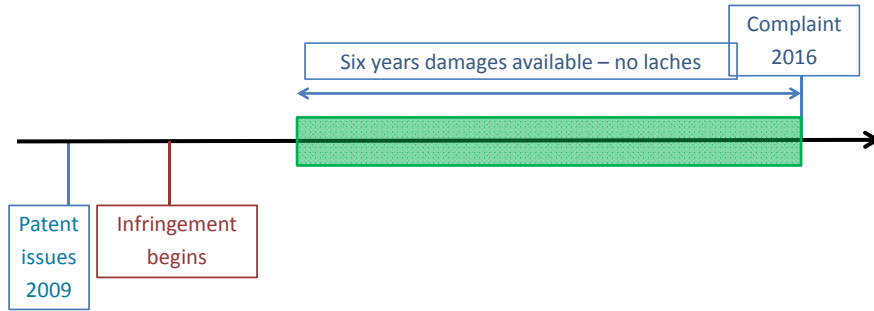 Complaint
2016
Six years damages available – no laches
Patent
issues
2009
Infringement
begins